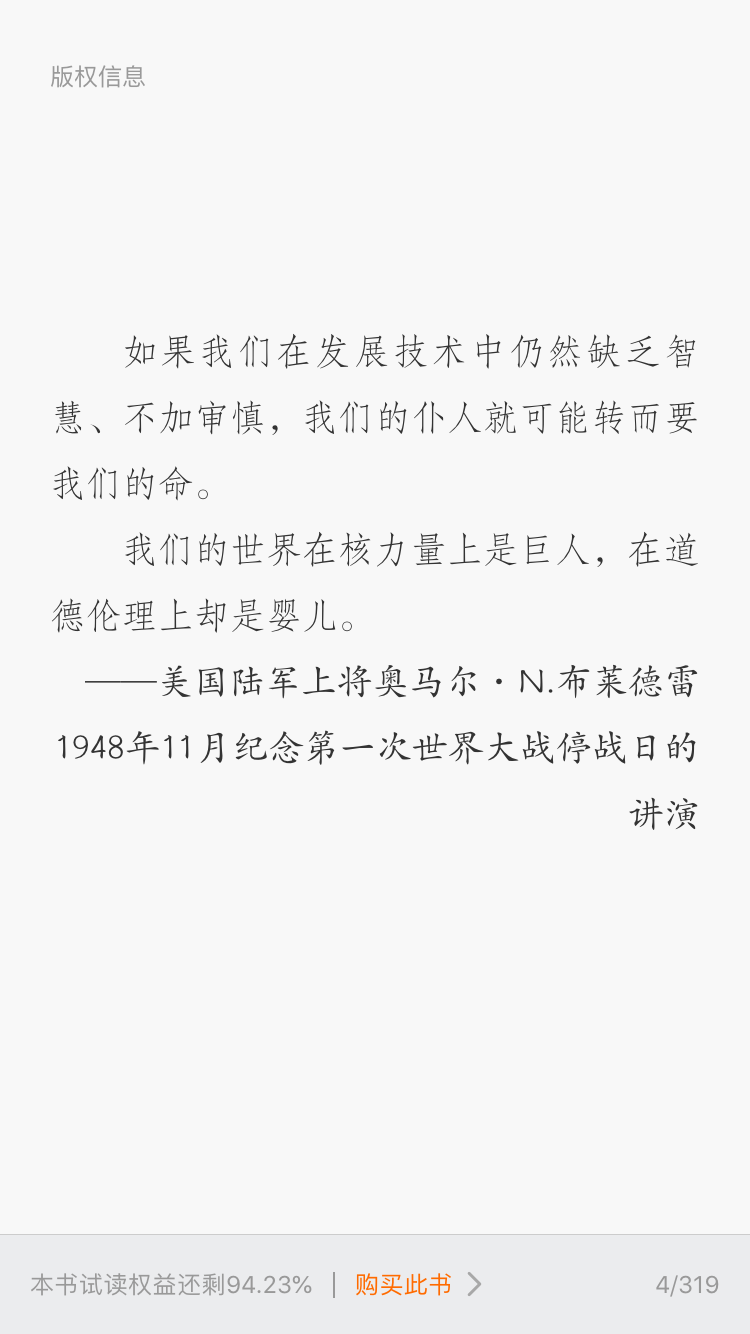 版权信息
如果我们在发展技术中仍然缺乏智
慧、不加审慎，我们的仆人就可能转而要
我们的命。
我们的世界在核力量上是巨人，在道
德伦理上却是婴儿。
——美国陆军上将奥马尔·N.布莱德雷
1948年11月纪念第一次世界大战停战日的
讲演
本书试读权益还剩94.23% | 购买此书 4/319